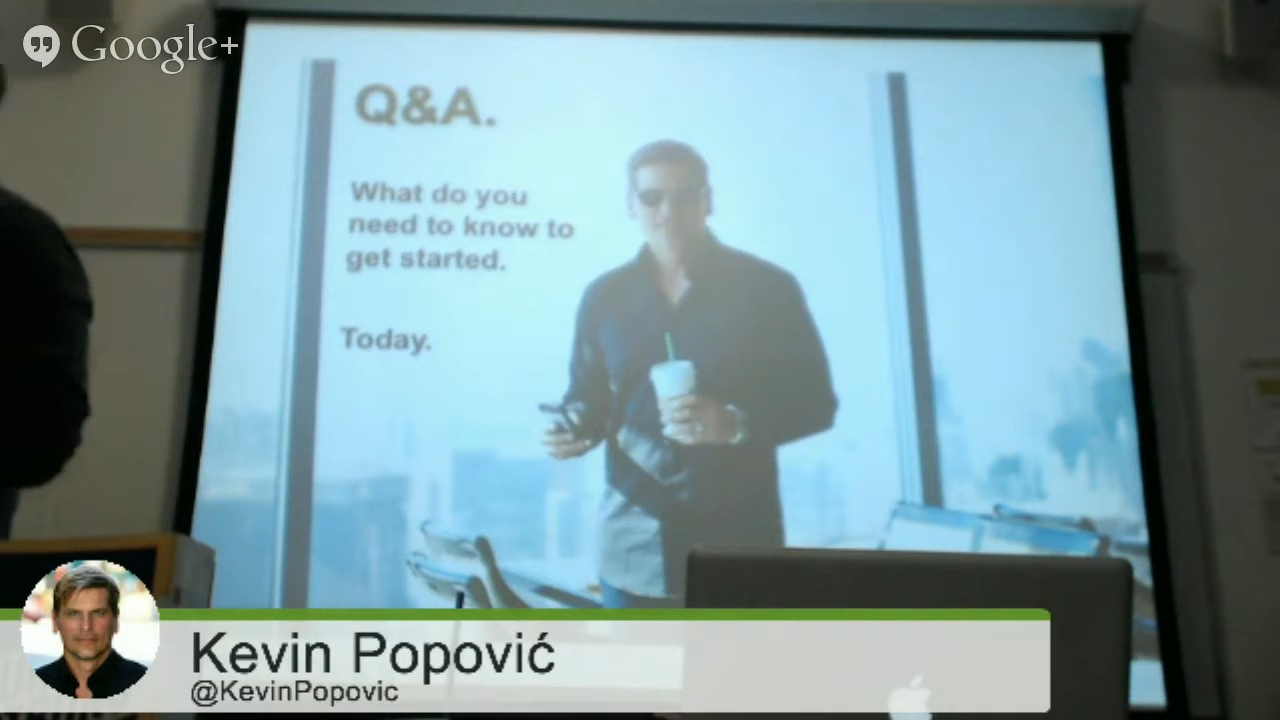 Google+
Q&A.
What do you
need to know to
get started.
Today.
Kevin Popović
@KevinPopovic